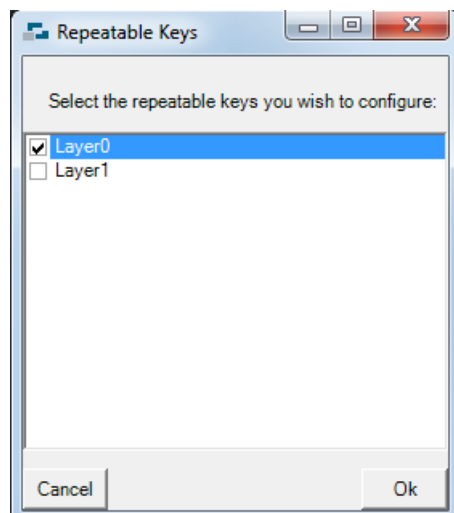 Repeatable Keys
Select the repeatable keys you wish to configure:
Layer0
Layer1
Cancel Ok